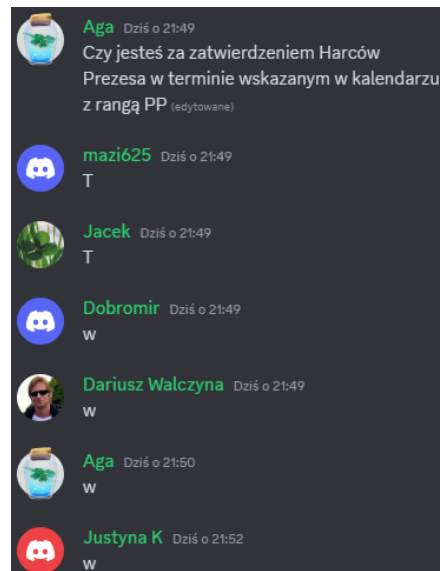 Aga Dziś o 21:49
Czy jesteś za zatwierdzeniem Harców
Prezesa w terminie wskazanym w kalendarzu
z rangą PP (edytowane)
mazi625 Dziś o 21:49
T
Jacek Dziś o 21:49
T
Dobromir Dziś o 21:49
w
Dariusz Walczyna Dziś o 21:49
w
Aga Dziś o 21:50
w
Justyna K Dziś o 21:52
w